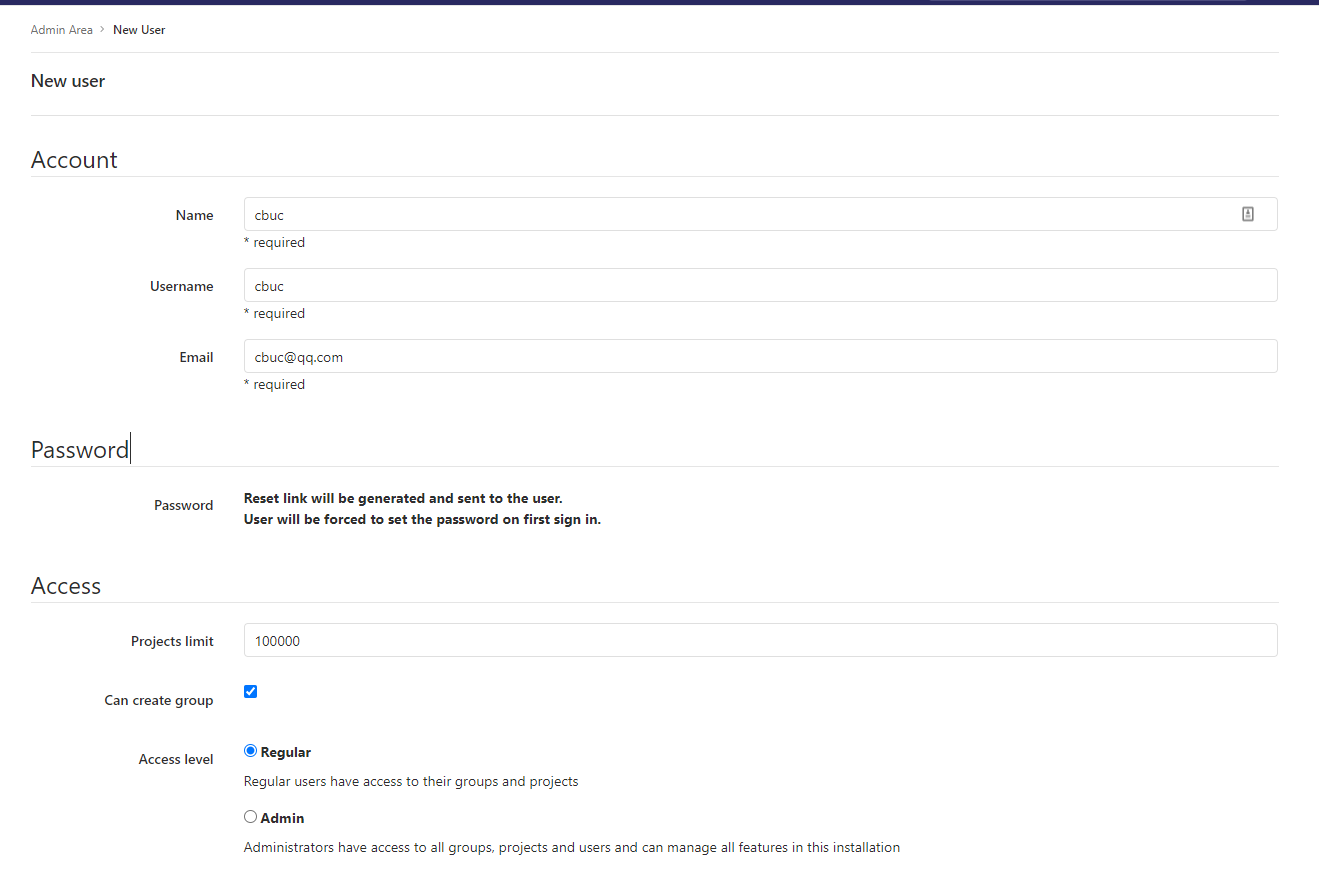 Admin Area › New User
New user
Account
Name cbuc
* required
Username cbuc
* required
Email cbuc@qq.com
* required
Password
Password Reset link will be generated and sent to the user.
User will be forced to set the password on first sign in.
Access
Projects limit 100000
Can create group
Access level Regular
Regular users have access to their groups and projects
Admin
Administrators have access to all groups, projects and users and can manage all features in this installation